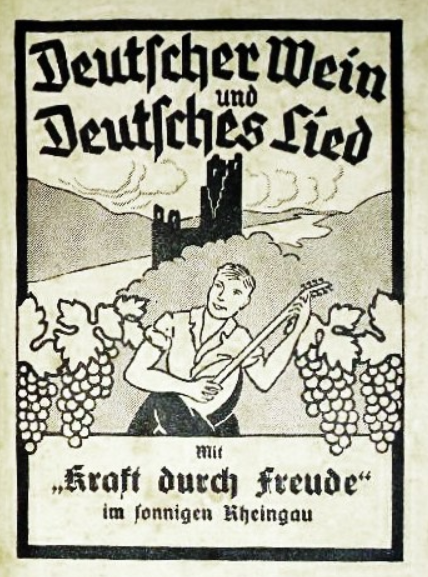 Deutscher Wein
und
Deutsches Lied
Mit
„Kraft durch Freude“
im sonnigen Rheingau